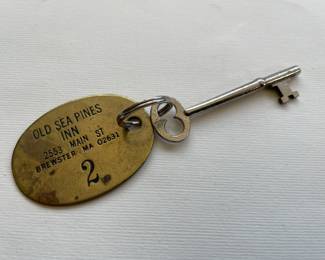 OLD SEA PINES
INN
2553 MAIN ST
BREWSTER MA 02631
2